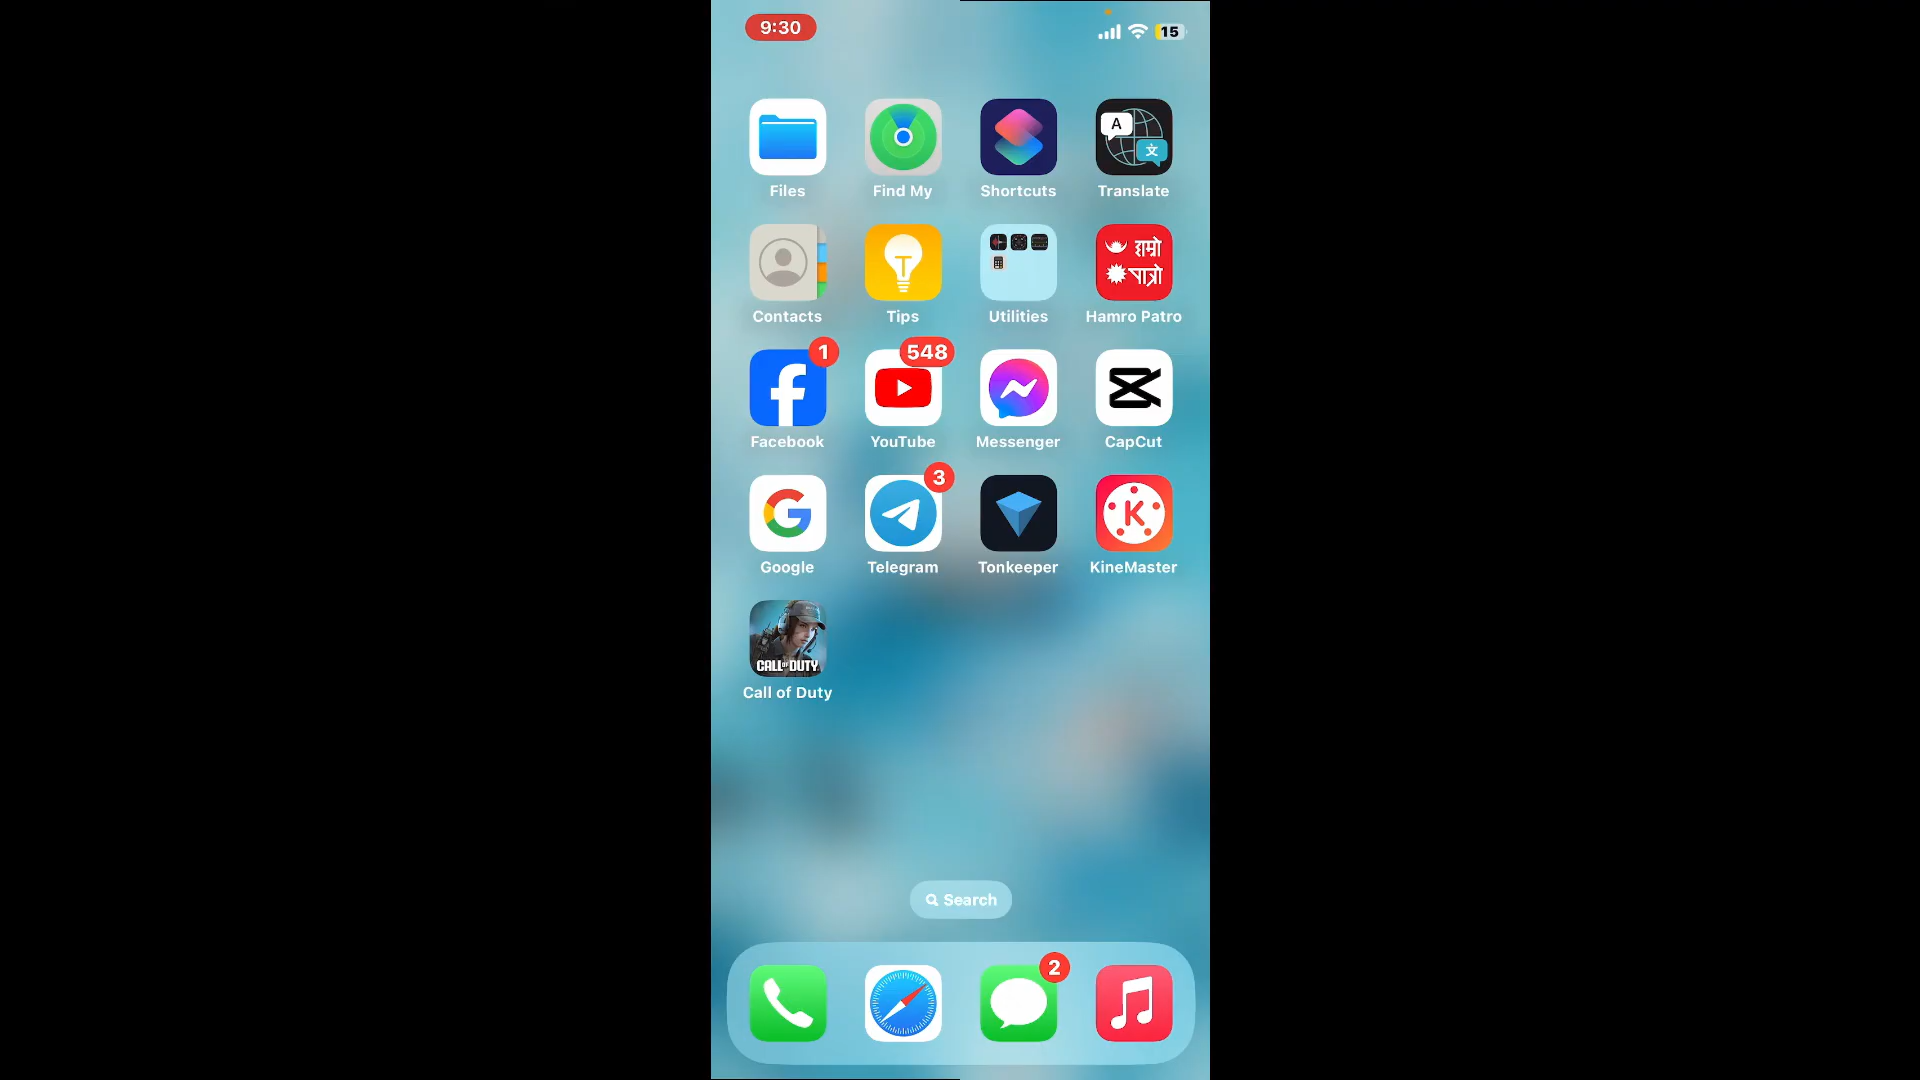 9:30
15
A
文
Files
Find My
Shortcuts
Translate
हाम्रो
पात्रो
Contacts
Tips
Utilities
Hamro Patro
1
548
Facebook
YouTube
Messenger
CapCut
G
3
K
Google
Telegram
Tonkeeper
KineMaster
CALL OF DUTY
Call of Duty
Search
2